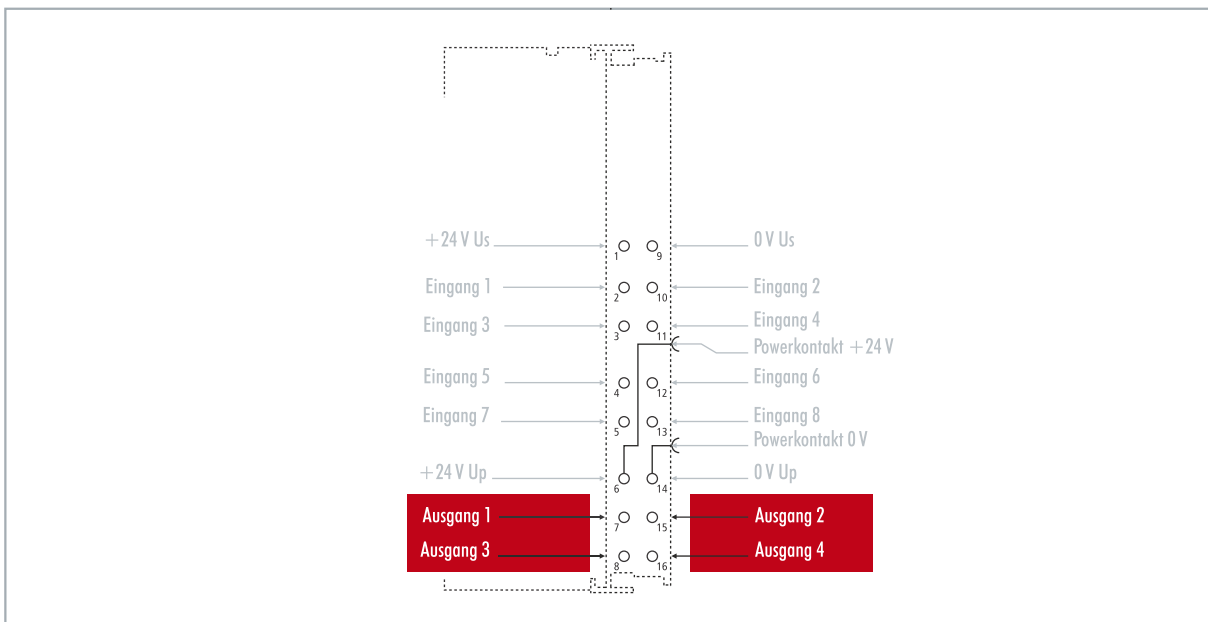 +24 V Us
0 V Us
1
9
Eingang 1
Eingang 2
2
10
Eingang 3
Eingang 4
3
11
Powerkontakt +24 V
Eingang 5
Eingang 6
4
12
Eingang 7
Eingang 8
5
13
Powerkontakt 0 V
+24 V Up
0 V Up
6
14
Ausgang 1
Ausgang 2
7
15
Ausgang 3
Ausgang 4
8
16